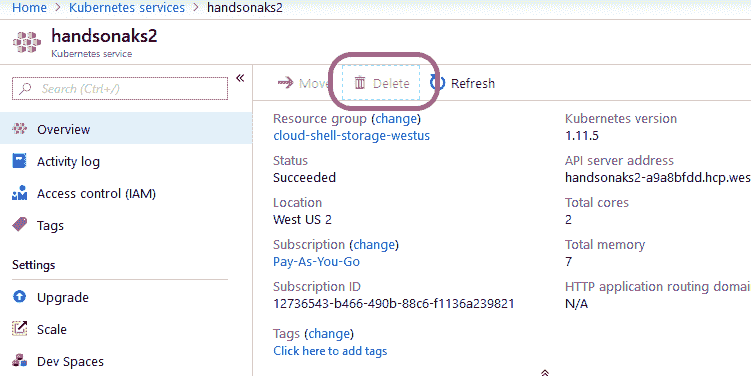 Home > Kubernetes services > handsonaks2
handsonaks2
Kubernetes service
Search (Ctrl+/)
Overview
Activity log
Access control (IAM)
Tags
Settings
Upgrade
Scale
Dev Spaces
Move Delete Refresh
Resource group (change)
cloud-shell-storage-westus
Status
Succeeded
Location
West US 2
Subscription (change)
Pay-As-You-Go
Subscription ID
12736543-b466-490b-88c6-f1136a239821
Tags (change)
Click here to add tags
Kubernetes version
1.11.5
API server address
handsonaks2-a9a8bfdd.hcp.wes
Total cores
2
Total memory
7
HTTP application routing domai
N/A